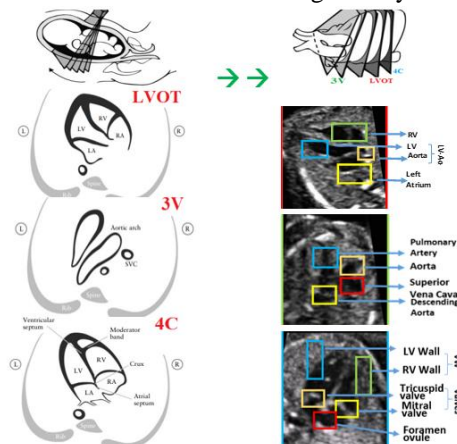 3V
LVOT
4C
LVOT
L
R
RV
LV
RA
LA
RV
LV
Aorta
LV-Ao
Left
Atrium
3V
L
R
Aortic arch
SVC
Pulmonary
Artery
Aorta
Superior
Vena Cava
Descending
Aorta
4C
Ventricular
septum
Moderator
band
L
R
RV
LV
Crux
RA
LA
Atrial
septum
LV Wall
RV Wall
Tricuspid
valve
Mitral
valve
Foramen
ovule